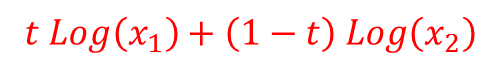 t Log(x₁) + (1 − t) Log(x₂)